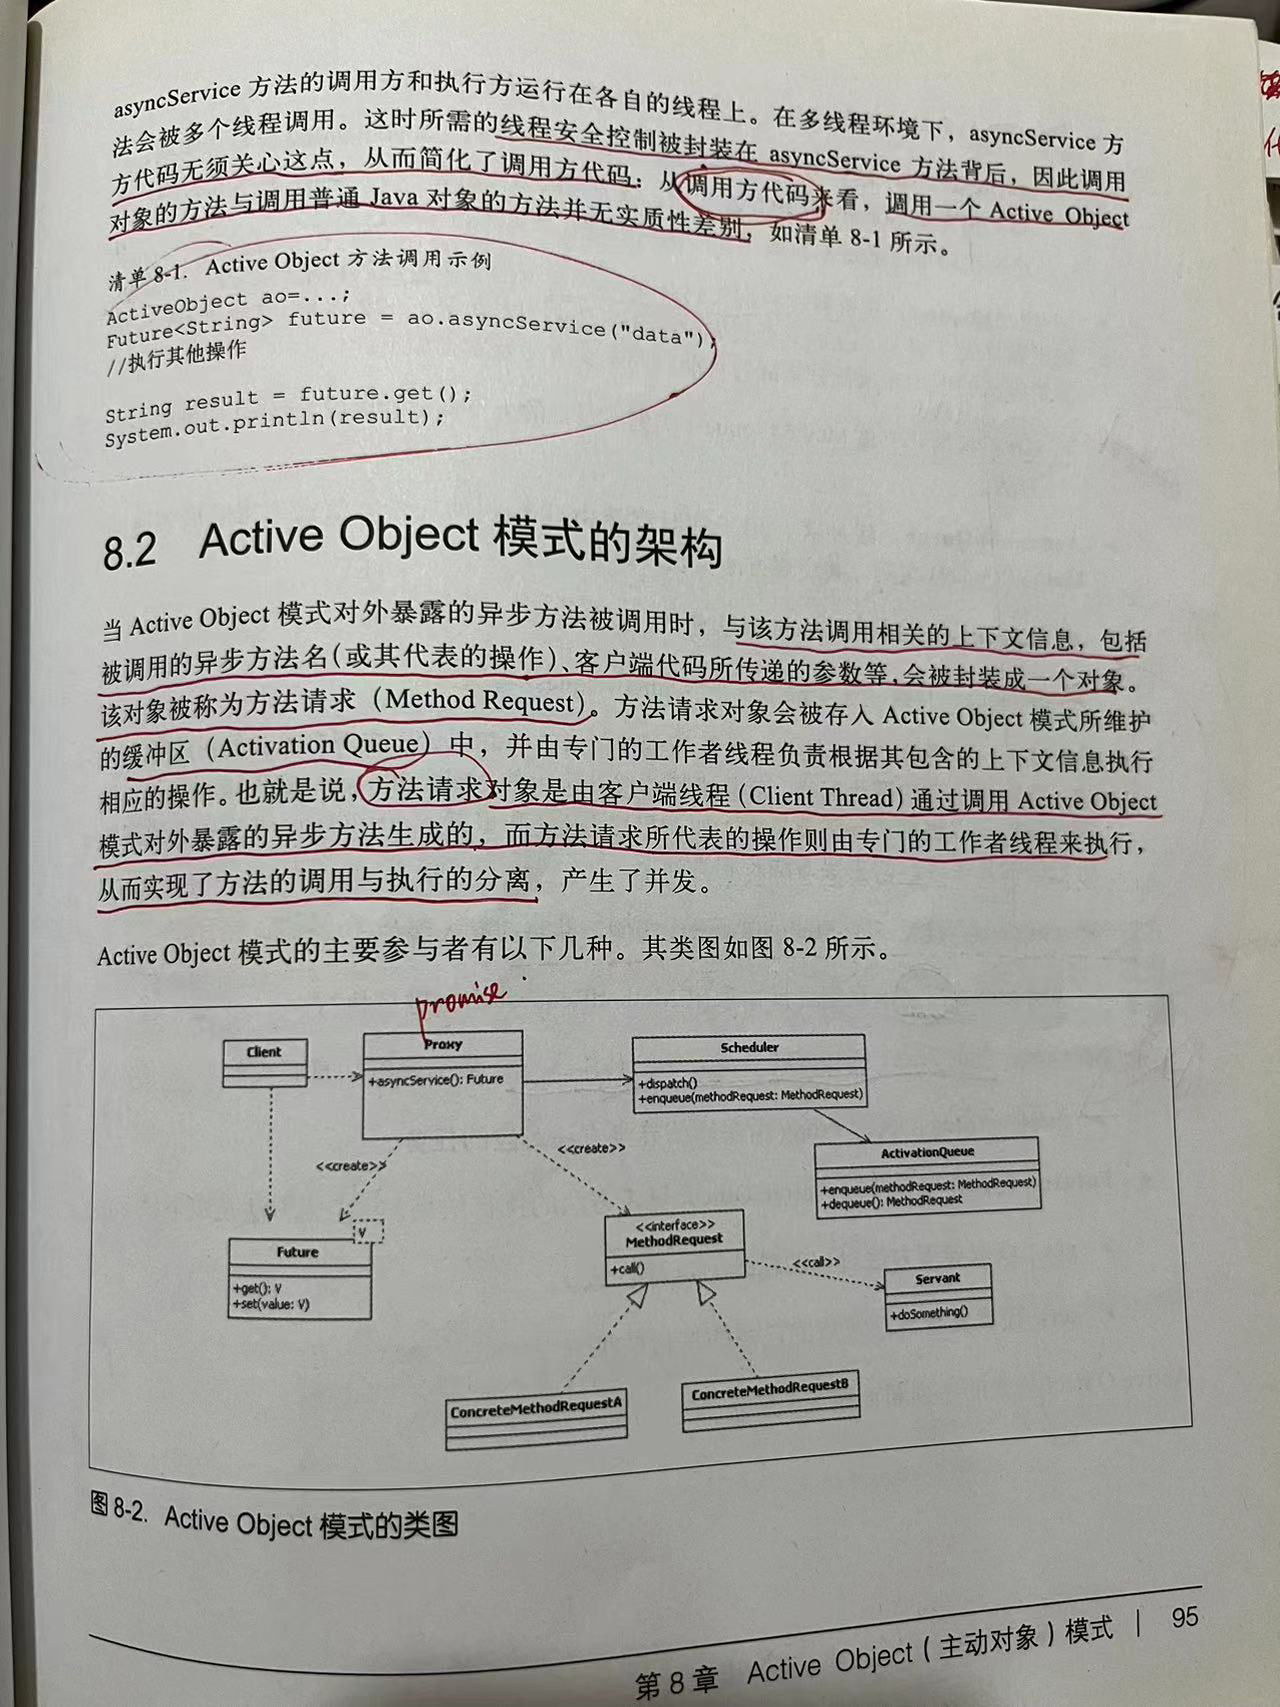 asyncService 方法的调用方和执行方运行在各自的线程上。在多线程环境下，asyncService 方
法会被多个线程调用。这时所需的线程安全控制被封装在 asyncService 方法背后，因此调用
方代码无须关心这点，从而简化了调用方代码：从调用方代码来看，调用一个 Active Object
对象的方法与调用普通 Java 对象的方法并无实质性差别，如清单 8-1 所示。
清单 8-1. Active Object 方法调用示例
ActiveObject ao=...;
Future<String> future = ao.asyncService("data");
//执行其他操作
String result = future.get();
System.out.println(result);
8.2 Active Object 模式的架构
当 Active Object 模式对外暴露的异步方法被调用时，与该方法调用相关的上下文信息，包括
被调用的异步方法名（或其代表的操作）、客户端代码所传递的参数等，会被封装成一个对象。
该对象被称为方法请求（Method Request）。方法请求对象会被存入 Active Object 模式所维护
的缓冲区（Activation Queue）中，并由专门的工作者线程负责根据其包含的上下文信息执行
相应的操作。也就是说，方法请求对象是由客户端线程（Client Thread）通过调用 Active Object
模式对外暴露的异步方法生成的，而方法请求所代表的操作则由专门的工作者线程来执行，
从而实现了方法的调用与执行的分离，产生了并发。
Active Object 模式的主要参与者有以下几种。其类图如图 8-2 所示。
promise
Client
Proxy
+asyncService(): Future
Scheduler
+dispatch()
+enqueue(methodRequest: MethodRequest)
<<create>>
<<create>>
ActivationQueue
+enqueue(methodRequest: MethodRequest)
+dequeue(): MethodRequest
V
Future
+get(): V
+set(value: V)
<<interface>>
MethodRequest
+call()
<<call>>
Servant
+doSomething()
ConcreteMethodRequestA
ConcreteMethodRequestB
图 8-2. Active Object 模式的类图
第 8 章 Active Object（主动对象）模式 | 95